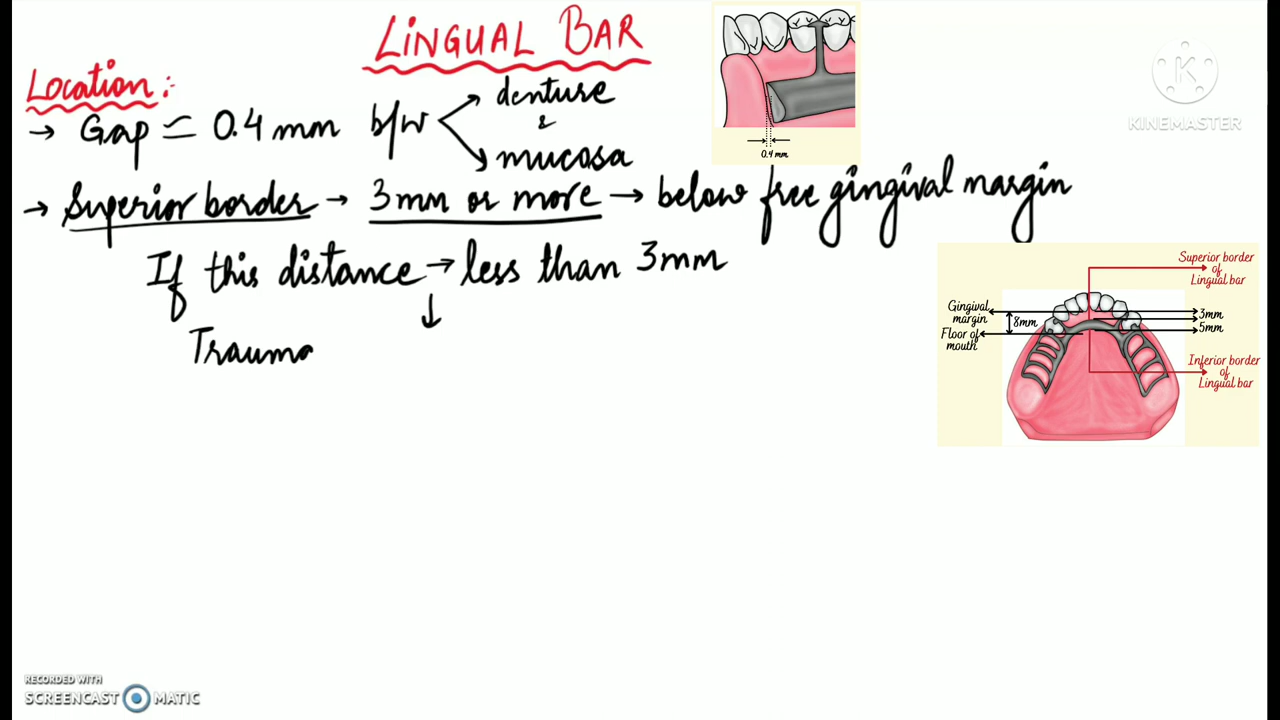 LINGUAL BAR
Location :-
→ Gap = 0.4 mm b/w denture & mucosa
0.4 mm
→ Superior border → 3mm or more → below free gingival margin
If this distance → less than 3mm
↓
Trauma
Superior border
of
Lingual bar
Gingival
margin
8mm
Floor of
mouth
3mm
5mm
Inferior border
of
Lingual bar
K
KINEMASTER
RECORDED WITH
SCREENCAST MATIC